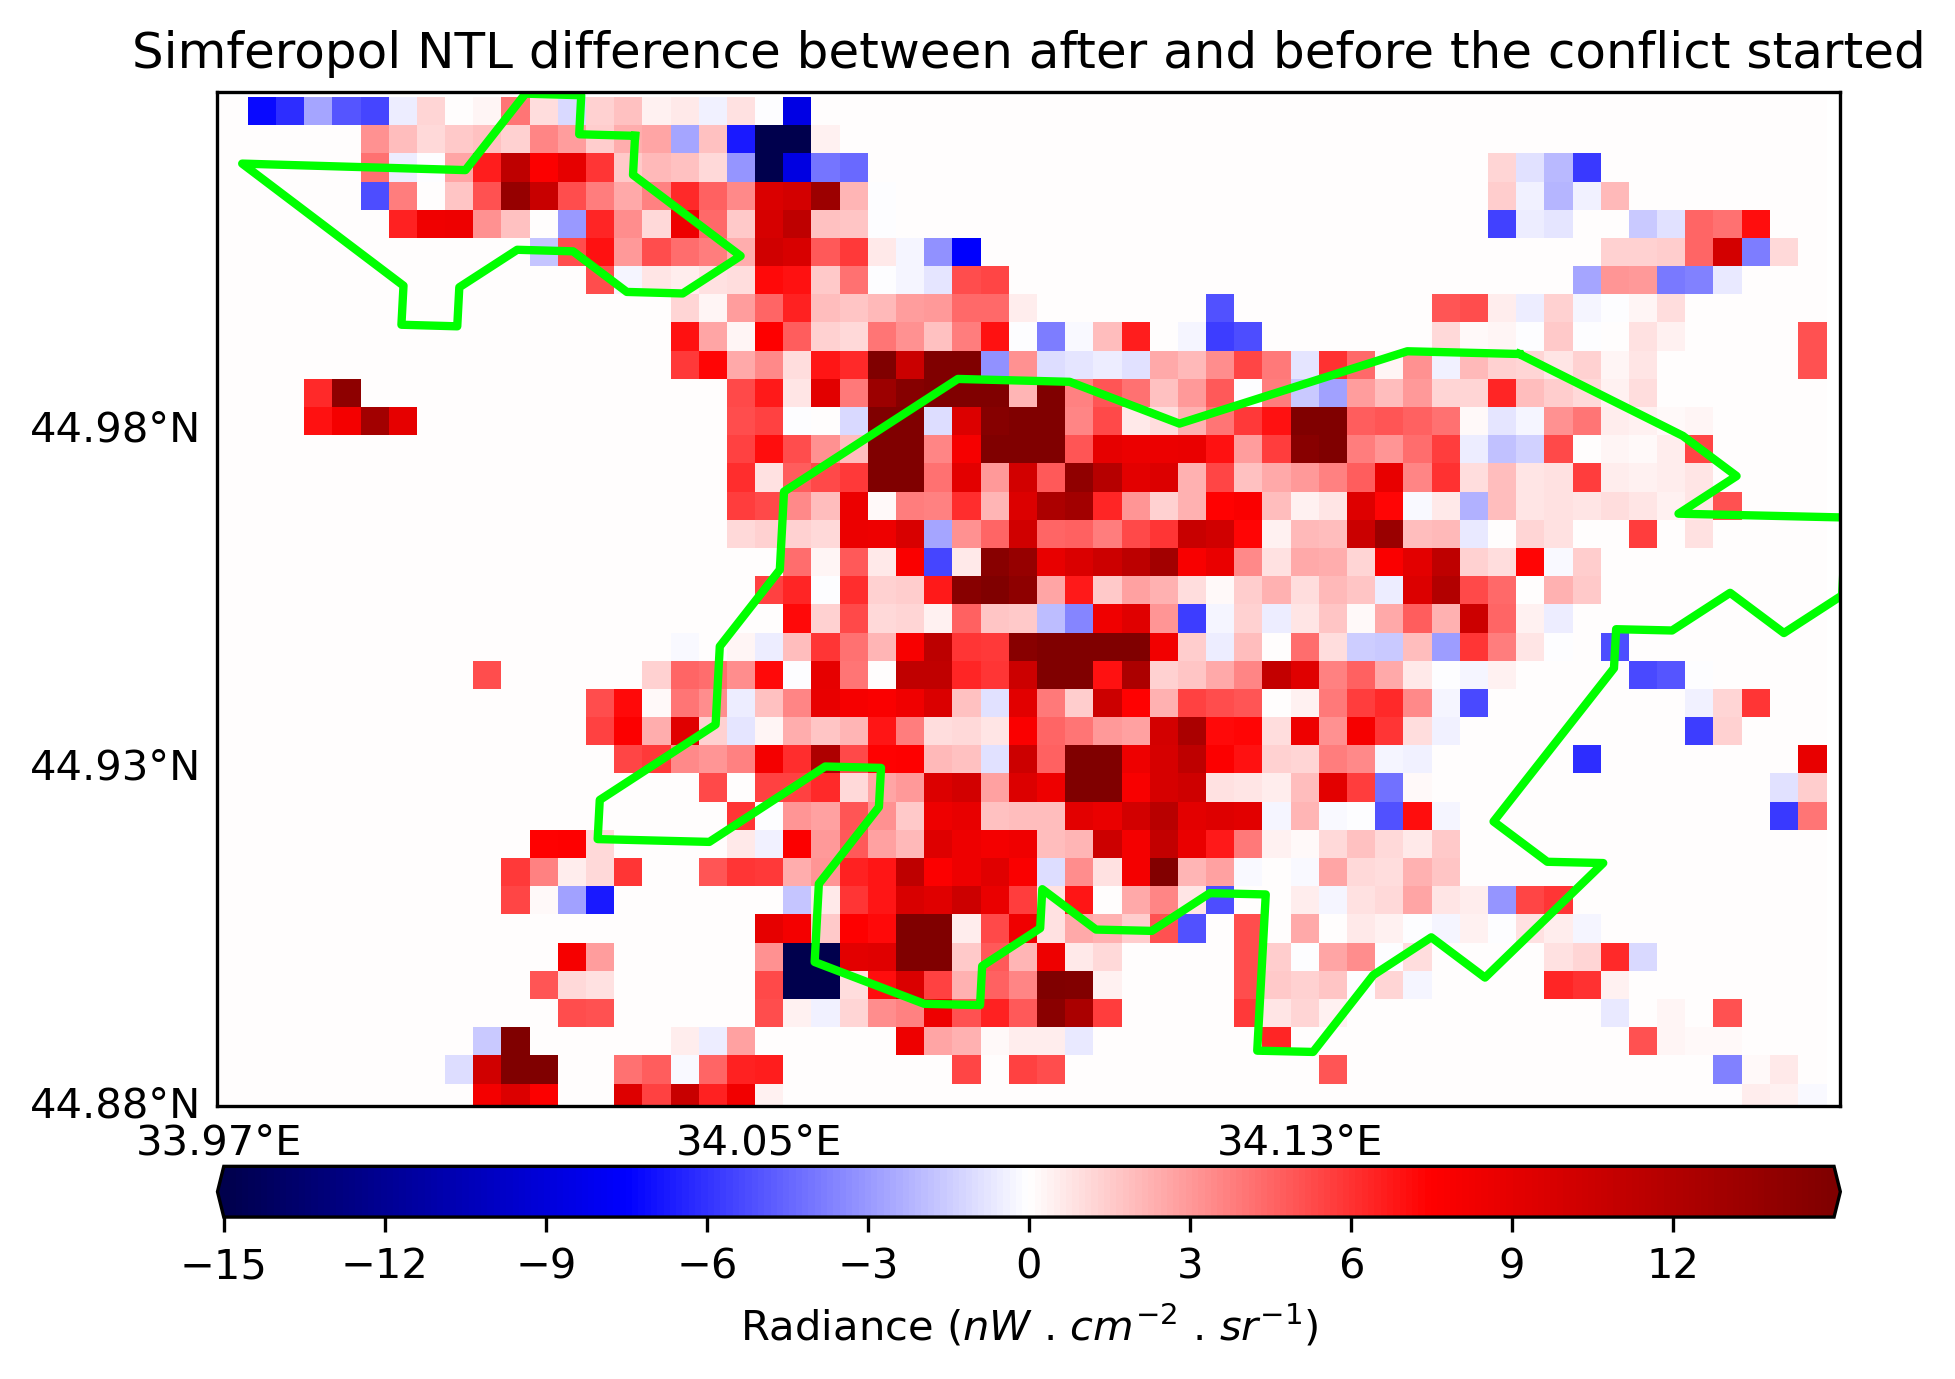 Simferopol NTL difference between after and before the conflict started
44.98°N
44.93°N
44.88°N
33.97°E 34.05°E 34.13°E
−15 −12 −9 −6 −3 0 3 6 9 12
Radiance (nW . cm⁻² . sr⁻¹)